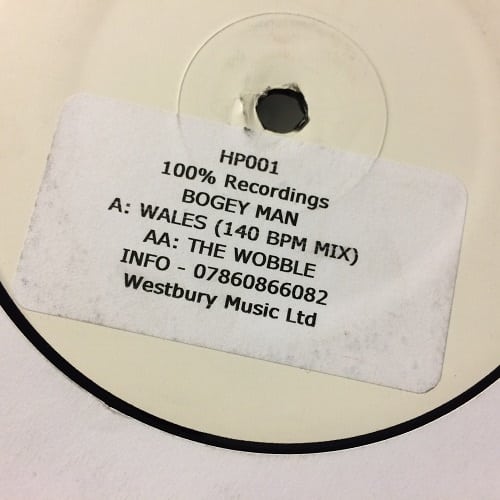 HP001
100% Recordings
BOGEY MAN
A: WALES (140 BPM MIX)
AA: THE WOBBLE
INFO - 07860866082
Westbury Music Ltd